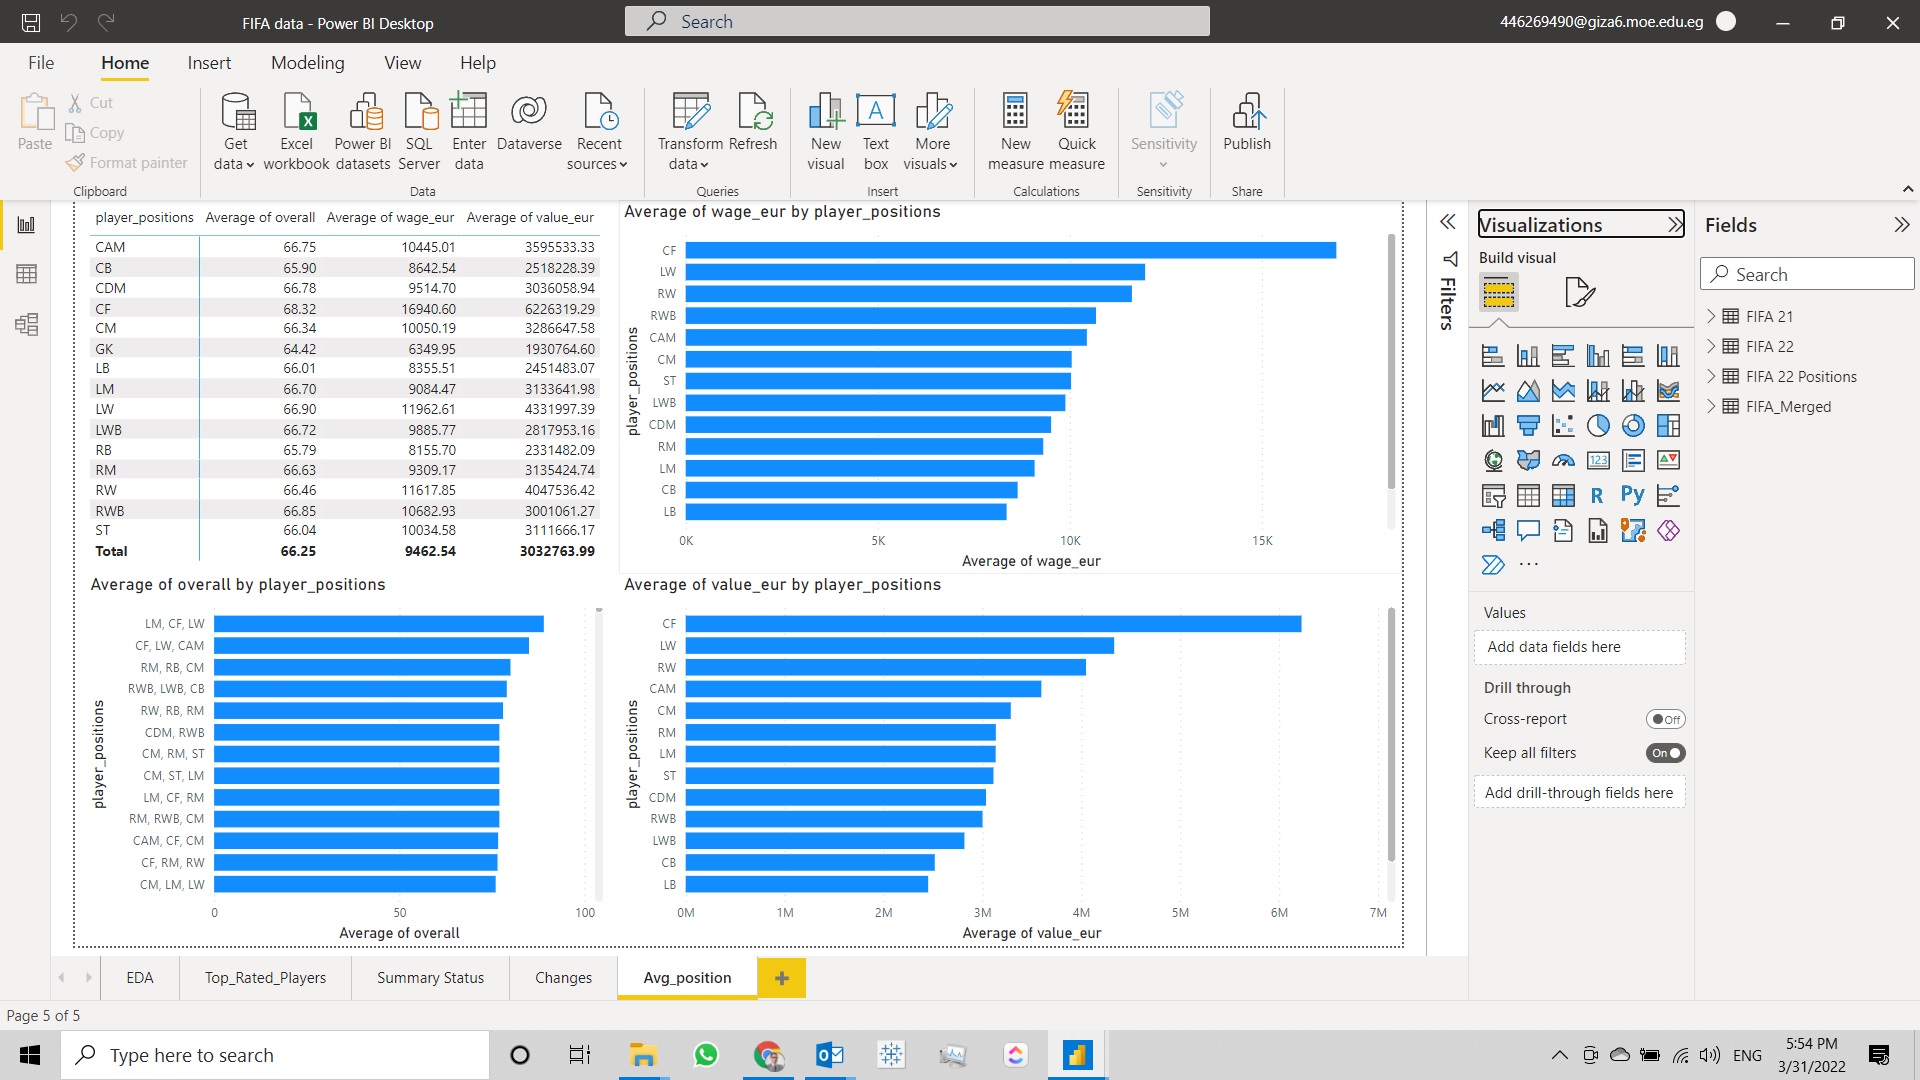 FIFA data - Power BI Desktop
Search
446269490@giza6.moe.edu.eg
File Home Insert Modeling View Help
Paste
Cut
Copy
Format painter
Clipboard
Get data
Excel workbook
Power BI datasets
SQL Server
Enter data
Dataverse
Recent sources
Data
Transform data
Refresh
Queries
New visual
Text box
More visuals
Insert
New measure
Quick measure
Calculations
Sensitivity
Sensitivity
Publish
Share
player_positions Average of overall Average of wage_eur Average of value_eur
CAM 66.75 10445.01 3595533.33
CB 65.90 8642.54 2518228.39
CDM 66.78 9514.70 3036058.94
CF 68.32 16940.60 6226319.29
CM 66.34 10050.19 3286647.58
GK 64.42 6349.95 1930764.60
LB 66.01 8355.51 2451483.07
LM 66.70 9084.47 3133641.98
LW 66.90 11962.61 4331997.39
LWB 66.72 9885.77 2817953.16
RB 65.79 8155.70 2331482.09
RM 66.63 9309.17 3135424.74
RW 66.46 11617.85 4047536.42
RWB 66.85 10682.93 3001061.27
ST 66.04 10034.58 3111666.17
Total 66.25 9462.54 3032763.99
Average of wage_eur by player_positions
player_positions
CF
LW
RW
RWB
CAM
CM
ST
LWB
CDM
RM
LM
CB
LB
0K 5K 10K 15K
Average of wage_eur
Average of overall by player_positions
player_positions
LM, CF, LW
CF, LW, CAM
RM, RB, CM
RWB, LWB, CB
RW, RB, RM
CDM, RWB
CM, RM, ST
CM, ST, LM
LM, CF, RM
RM, RWB, CM
CAM, CF, CM
CF, RM, RW
CM, LM, LW
0 50 100
Average of overall
Average of value_eur by player_positions
player_positions
CF
LW
RW
CAM
CM
RM
LM
ST
CDM
RWB
LWB
CB
LB
0M 1M 2M 3M 4M 5M 6M 7M
Average of value_eur
Filters
Visualizations
Build visual
123
R
Py
Values
Add data fields here
Drill through
Cross-report
Off
Keep all filters
On
Add drill-through fields here
Fields
Search
FIFA 21
FIFA 22
FIFA 22 Positions
FIFA_Merged
EDA Top_Rated_Players Summary Status Changes Avg_position +
Page 5 of 5
Type here to search
ENG
5:54 PM
3/31/2022